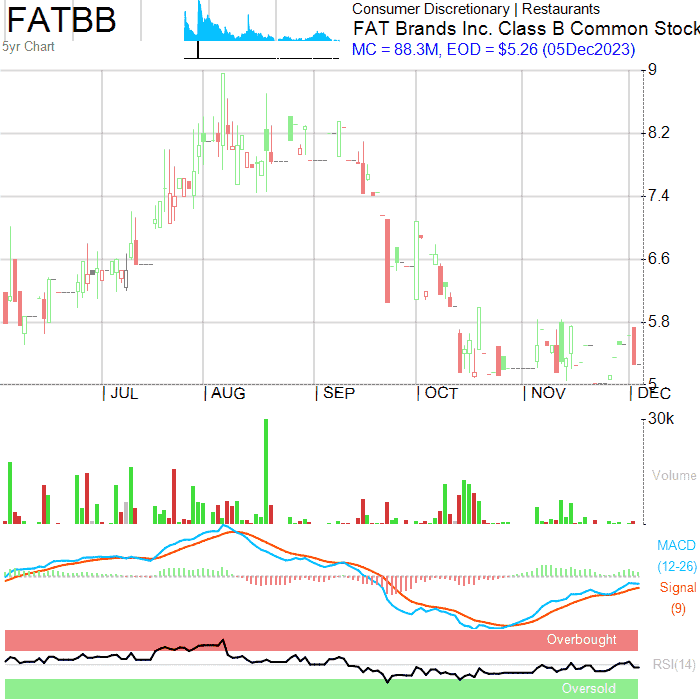 FATBB
5yr Chart
Consumer Discretionary | Restaurants
FAT Brands Inc. Class B Common Stock
MC = 88.3M, EOD = $5.26 (05Dec2023)
9
8.2
7.4
6.6
5.8
5
JUL
AUG
SEP
OCT
NOV
DEC
30k
Volume
MACD
(12-26)
Signal
(9)
Overbought
RSI(14)
Oversold